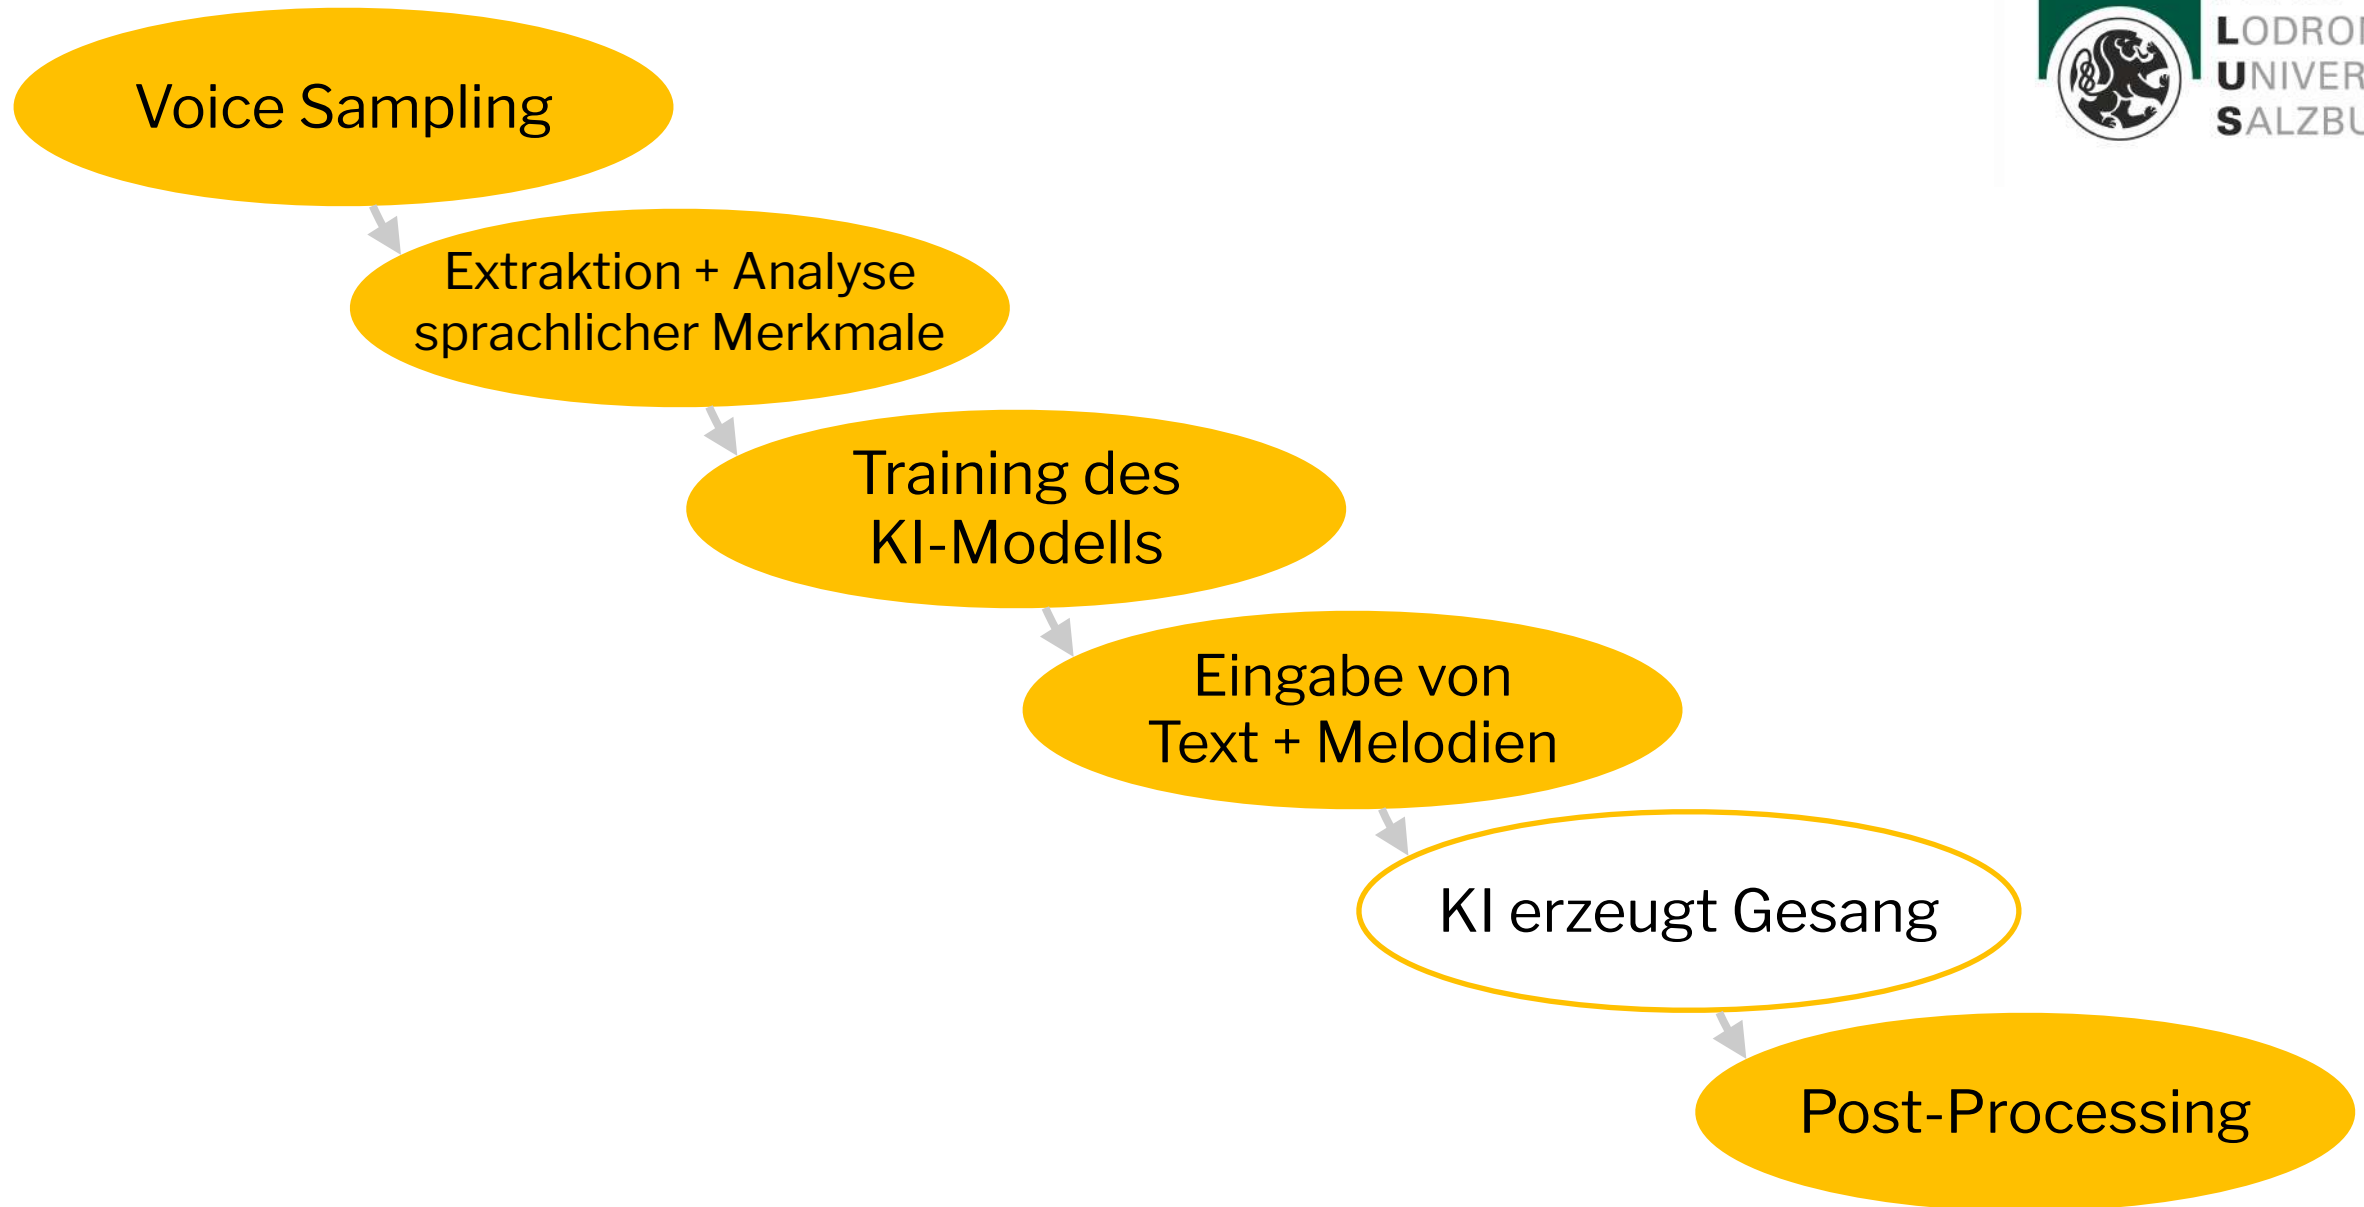 Voice Sampling
Extraktion + Analyse
sprachlicher Merkmale
Training des
KI-Modells
Eingabe von
Text + Melodien
KI erzeugt Gesang
Post-Processing